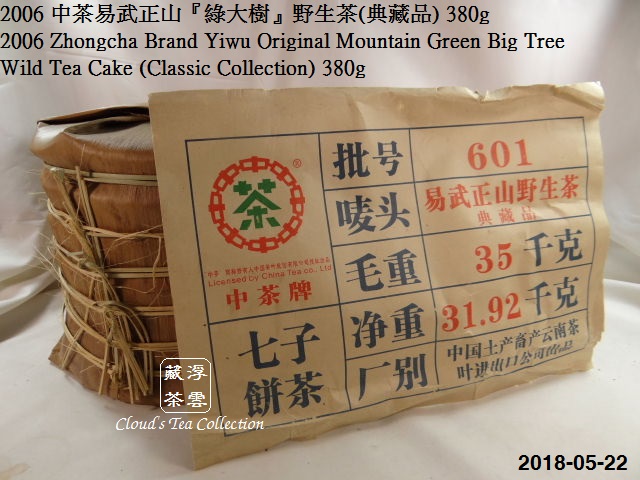 2006 中茶易武正山『綠大樹』野生茶(典藏品) 380g
2006 Zhongcha Brand Yiwu Original Mountain Green Big Tree
Wild Tea Cake (Classic Collection) 380g
茶
®
Licensed by China Tea co., Ltd
中茶牌
七子
餅茶
批号
601
唛头
易武正山野生茶
典藏品
毛重
35 千克
净重
31.92 千克
厂别
中国土产畜产云南茶
叶进出口公司出品
浮雲
藏茶
Cloud's Tea Collection
2018-05-22